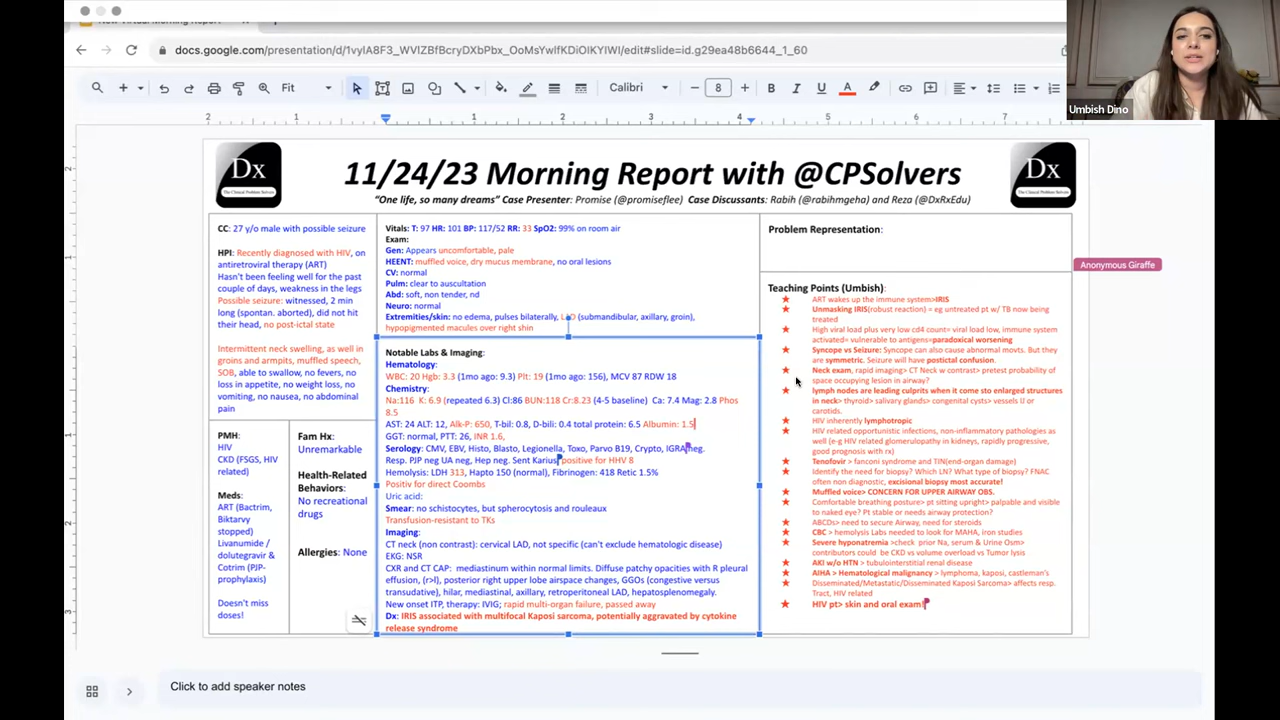 docs.google.com/presentation/d/1vylA8F3_WVIZBfBcryDXbPbx_OoMsYwlfKDiOlKYIWI/edit#slide=id.g29ea48b6644_1_60
Fit
Calibri
8
Umbish Dino
2 1 1 2 3 4 5 6 7
Dx
The Clinical Problem Solvers
11/24/23 Morning Report with @CPSolvers
"One life, so many dreams" Case Presenter: Promise (@promiseflee) Case Discussants: Rabih (@rabihmgeha) and Reza (@DxRxEdu)
Dx
The Clinical Problem Solvers
CC: 27 y/o male with possible seizure
HPI: Recently diagnosed with HIV, on
antiretroviral therapy (ART)
Hasn't been feeling well for the past
couple of days, weakness in the legs
Possible seizure: witnessed, 2 min
long (spontan. aborted), did not hit
their head, no post-ictal state
Intermittent neck swelling, as well in
groins and armpits, muffled speech,
SOB, able to swallow, no fevers, no
loss in appetite, no weight loss, no
vomiting, no nausea, no abdominal
pain
PMH:
HIV
CKD (FSGS, HIV
related)
Meds:
ART (Bactrim,
Biktarvy
stopped)
Livanumide /
dolutegravir &
Cotrim (PJP-
prophylaxis)
Doesn't miss
doses!
Fam Hx:
Unremarkable
Health-Related
Behaviors:
No recreational
drugs
Allergies: None
Vitals: T: 97 HR: 101 BP: 117/52 RR: 33 SpO2: 99% on room air
Exam:
Gen: Appears uncomfortable, pale
HEENT: muffled voice, dry mucus membrane, no oral lesions
CV: normal
Pulm: clear to auscultation
Abd: soft, non tender, nd
Neuro: normal
Extremities/skin: no edema, pulses bilaterally, LAD (submandibular, axillary, groin),
hypopigmented macules over right shin
Notable Labs & Imaging:
Hematology:
WBC: 20 Hgb: 3.3 (1mo ago: 9.3) Plt: 19 (1mo ago: 156), MCV 87 RDW 18
Chemistry:
Na:116 K: 6.9 (repeated 6.3) Cl:86 BUN:118 Cr:8.23 (4-5 baseline) Ca: 7.4 Mag: 2.8 Phos
8.5
AST: 24 ALT: 12, Alk-P: 650, T-bil: 0.8, D-bili: 0.4 total protein: 6.5 Albumin: 1.5
GGT: normal, PTT: 26, INR 1.6,
Serology: CMV, EBV, Histo, Blasto, Legionella, Toxo, Parvo B19, Crypto, IGRA neg.
Resp. PJP neg UA neg, Hep neg. Sent Karius positive for HHV 8
Hemolysis: LDH 313, Hapto 150 (normal), Fibrinogen: 418 Retic 1.5%
Positiv for direct Coombs
Uric acid:
Smear: no schistocytes, but spherocytosis and rouleaux
Transfusion-resistant to TKs
Imaging:
CT neck (non contrast): cervical LAD, not specific (can't exclude hematologic disease)
EKG: NSR
CXR and CT CAP: mediastinum within normal limits. Diffuse patchy opacities with R pleural
effusion, (r>l), posterior right upper lobe airspace changes, GGOs (congestive versus
transudative), hilar, mediastinal, axillary, retroperitoneal LAD, hepatosplenomegaly.
New onset ITP, therapy: IVIG; rapid multi-organ failure, passed away
Dx: IRIS associated with multifocal Kaposi sarcoma, potentially aggravated by cytokine
release syndrome
Problem Representation:
Anonymous Giraffe
Teaching Points (Umbish):
ART wakes up the immune system>IRIS
Unmasking IRIS(robust reaction) = eg untreated pt w/ TB now being
treated
High viral load plus very low cd4 count= viral load low, immune system
activated= vulnerable to antigens=paradoxical worsening
Syncope vs Seizure: Syncope can also cause abnormal movts. But they
are symmetric. Seizure will have postictal confusion.
Neck exam, rapid imaging> CT Neck w contrast> pretest probability of
space occupying lesion in airway?
lymph nodes are leading culprits when it come sto enlarged structures
in neck> thyroid> salivary glands> congenital cysts> vessels IJ or
carotids.
HIV inherently lymphotropic
HIV related opportunistic infections, non-inflammatory pathologies as
well (e.g HIV related glomerulopathy in kidneys, rapidly progressive,
good prognosis with rx)
Tenofovir > fanconi syndrome and TIN(end-organ damage)
Identify the need for biopsy? Which LN? What type of biopsy? FNAC
often non diagnostic, excisional biopsy most accurate!
Muffled voice> CONCERN FOR UPPER AIRWAY OBS.
Comfortable breathing posture> pt sitting upright> palpable and visible
to naked eye? Pt stable or needs airway protection?
ABCDs> need to secure Airway, need for steroids
CBC > hemolysis Labs needed to look for MAHA, iron studies
Severe hyponatremia >check prior Na, serum & Urine Osm>
contributors could be CKD vs volume overload vs Tumor lysis
AKI w/o HTN > tubulointerstitial renal disease
AIHA > Hematological malignancy > lymphoma, kaposi, castleman's
Disseminated/Metastatic/Disseminated Kaposi Sarcoma> affects resp.
Tract, HIV related
HIV pt> skin and oral exam!
Click to add speaker notes